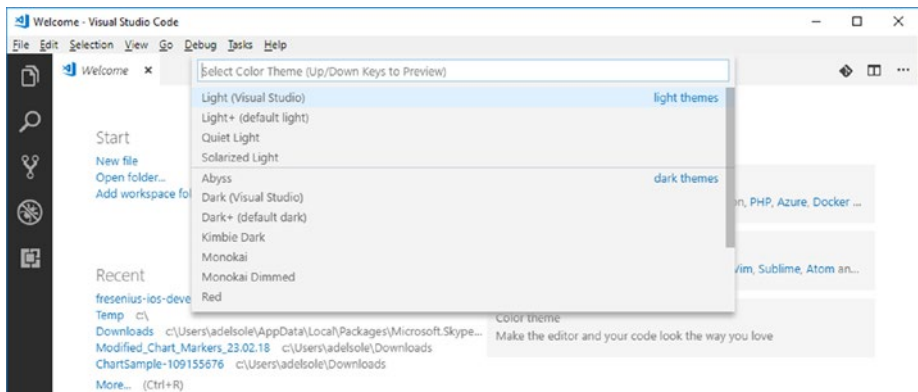 Welcome - Visual Studio Code
File Edit Selection View Go Debug Tasks Help
Welcome
Select Color Theme (Up/Down Keys to Preview)
Light (Visual Studio) light themes
Light+ (default light)
Quiet Light
Solarized Light
Abyss dark themes
Dark (Visual Studio)
Dark+ (default dark)
Kimbie Dark
Monokai
Monokai Dimmed
Red
Start
New file
Open folder...
Add workspace fol
Recent
fresenius-ios-deve
Temp c:\
Downloads c:\Users\adelsole\AppData\Local\Packages\Microsoft.Skype...
Modified_Chart_Markers_23.02.18 c:\Users\adelsole\Downloads
ChartSample-109155676 c:\Users\adelsole\Downloads
More... (Ctrl+R)
n, PHP, Azure, Docker ...
Vim, Sublime, Atom an...
Color theme
Make the editor and your code look the way you love